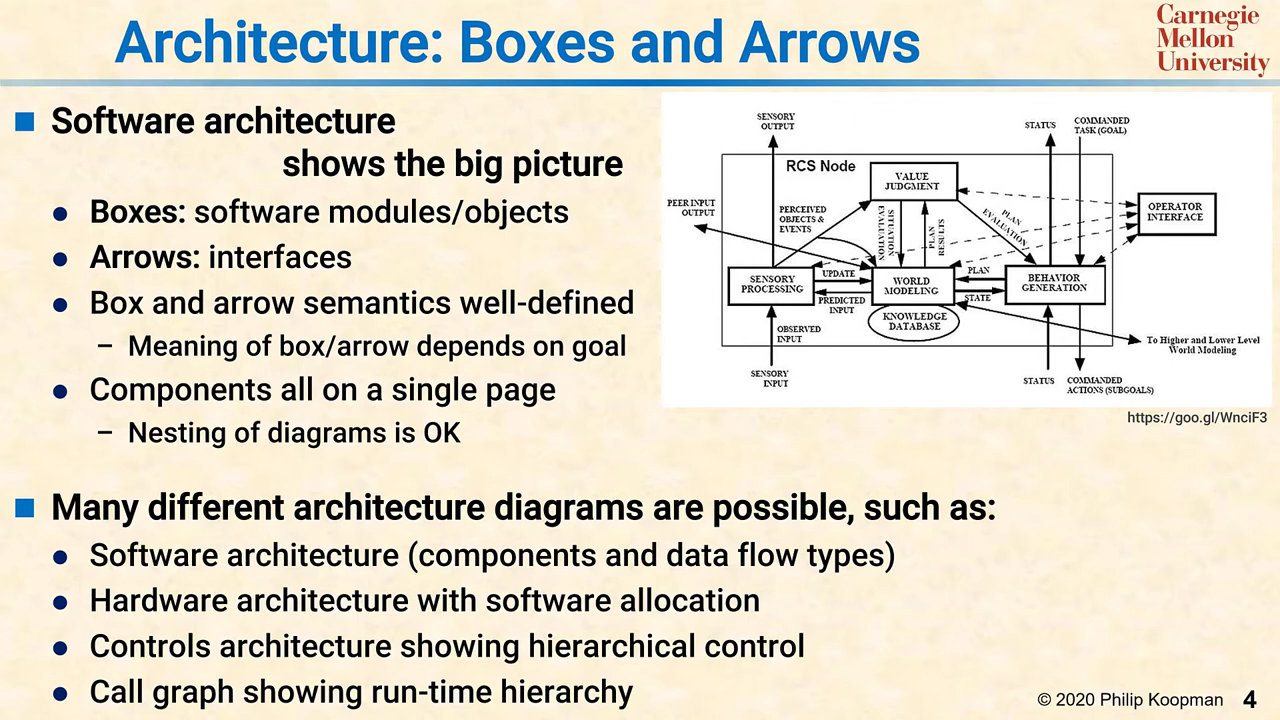 Architecture: Boxes and Arrows
Carnegie
Mellon
University
Software architecture
shows the big picture
Boxes: software modules/objects
Arrows: interfaces
Box and arrow semantics well-defined
– Meaning of box/arrow depends on goal
Components all on a single page
– Nesting of diagrams is OK
SENSORY
OUTPUT
STATUS
COMMANDED
TASK (GOAL)
RCS Node
VALUE
JUDGMENT
PEER INPUT
OUTPUT
PERCEIVED
OBJECTS &
EVENTS
SITUATION
EVALUATION
PLAN
RESULTS
PLAN
EVALUATION
OPERATOR
INTERFACE
SENSORY
PROCESSING
UPDATE
PREDICTED
INPUT
WORLD
MODELING
KNOWLEDGE
DATABASE
PLAN
STATE
BEHAVIOR
GENERATION
OBSERVED
INPUT
To Higher and Lower Level
World Modeling
SENSORY
INPUT
STATUS
COMMANDED
ACTIONS (SUBGOALS)
https://goo.gl/WnciF3
Many different architecture diagrams are possible, such as:
Software architecture (components and data flow types)
Hardware architecture with software allocation
Controls architecture showing hierarchical control
Call graph showing run-time hierarchy
© 2020 Philip Koopman 4